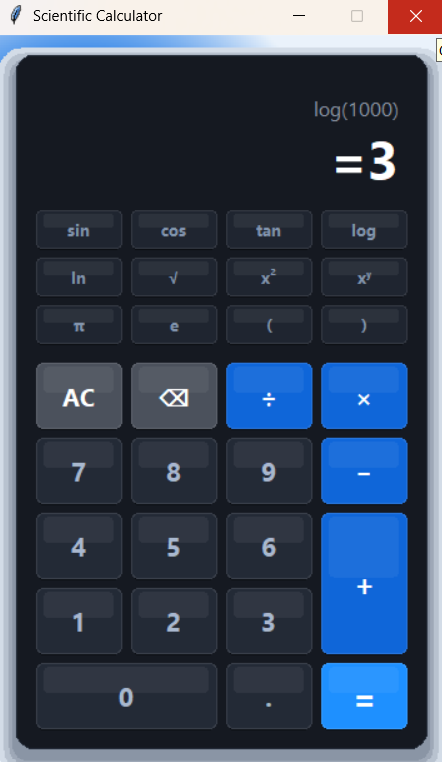 Scientific Calculator
log(1000)
=3
sin cos tan log
ln √ x² xʸ
π e ( )
AC ⌫ ÷ ×
7 8 9 −
4 5 6
+
1 2 3
0 . =